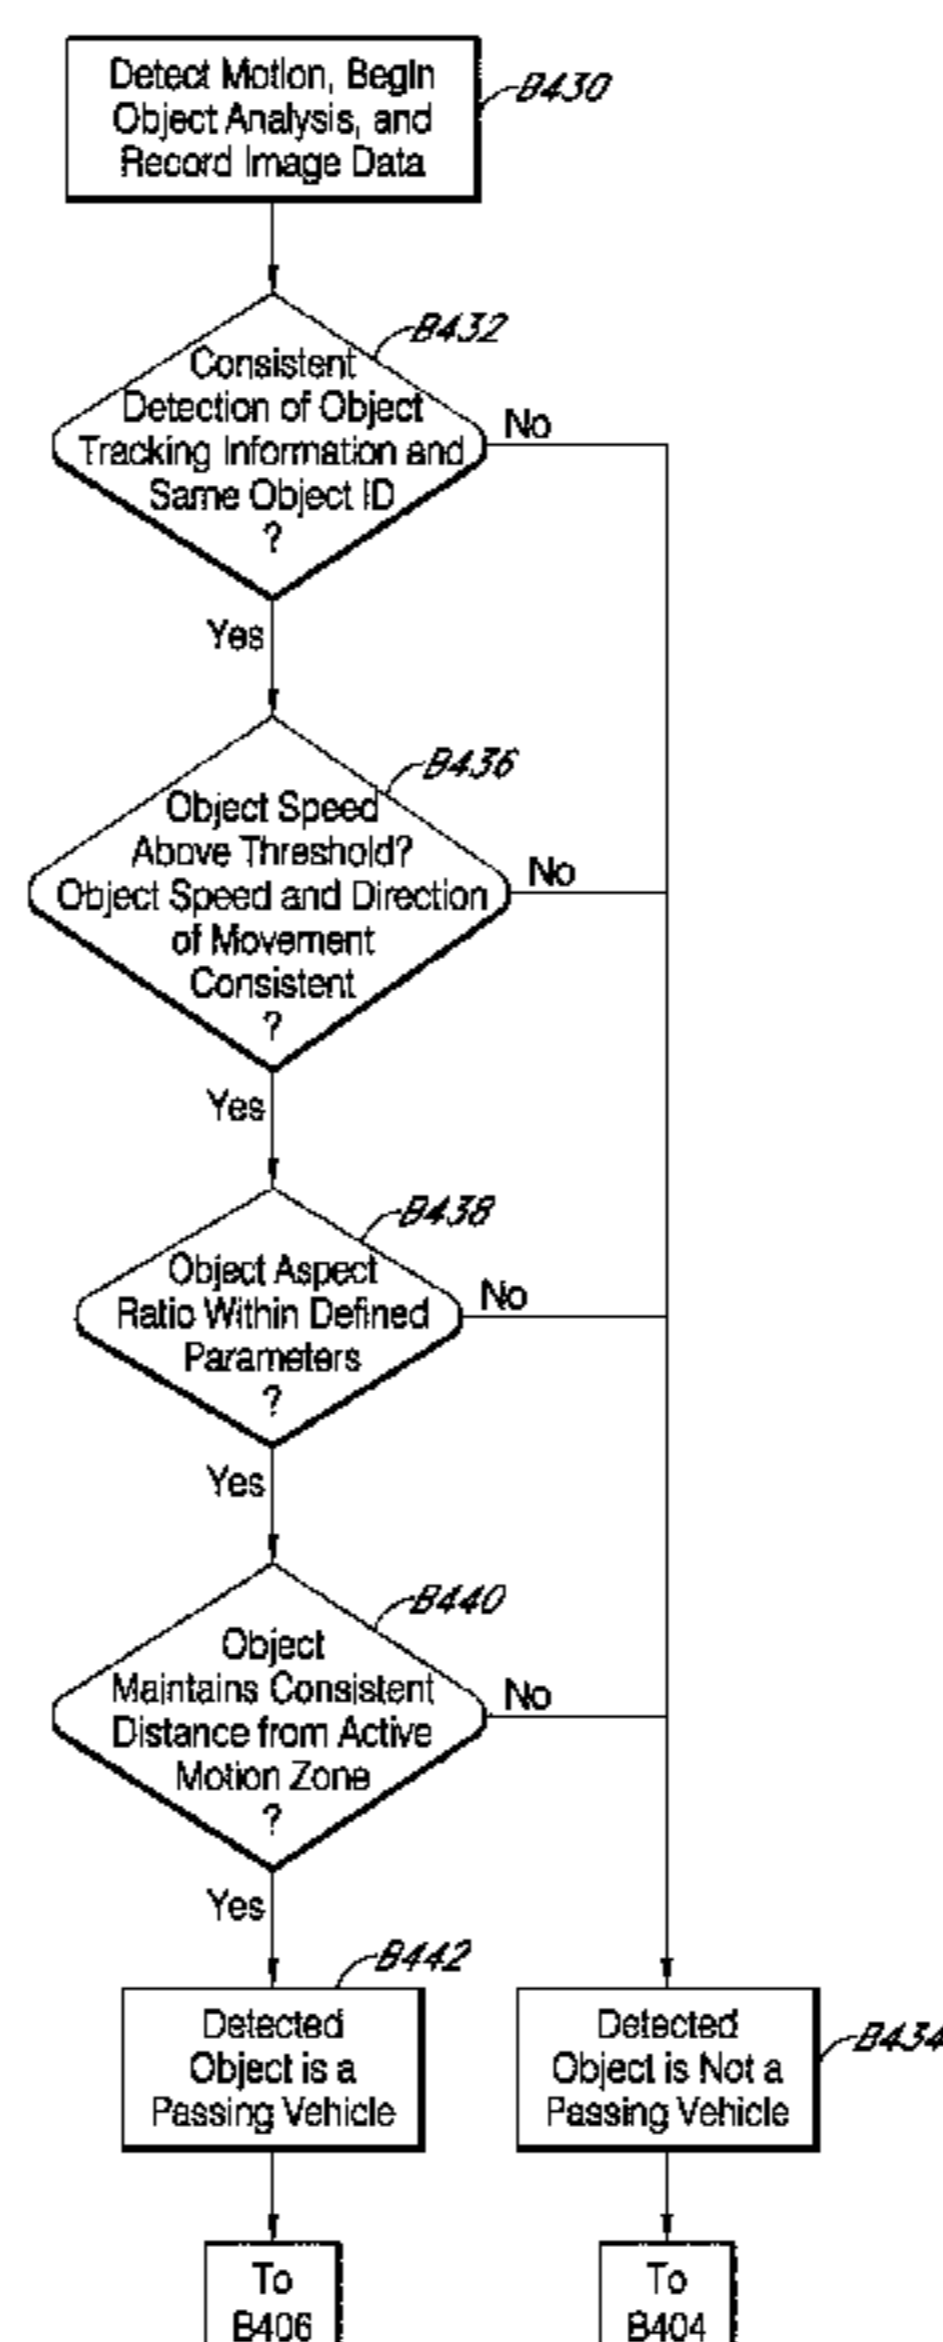 Detect Motion, Begin
Object Analysis, and
Record Image Data
B430
B432
Consistent
Detection of Object
Tracking Information and
Same Object ID
?
No
Yes
B436
Object Speed
Above Threshold?
Object Speed and Direction
of Movement
Consistent
?
No
Yes
B438
Object Aspect
Ratio Within Defined
Parameters
?
No
Yes
B440
Object
Maintains Consistent
Distance from Active
Motion Zone
?
No
Yes
B442
Detected
Object is a
Passing Vehicle
Detected
Object is Not a
Passing Vehicle
B434
To
B406
To
B404